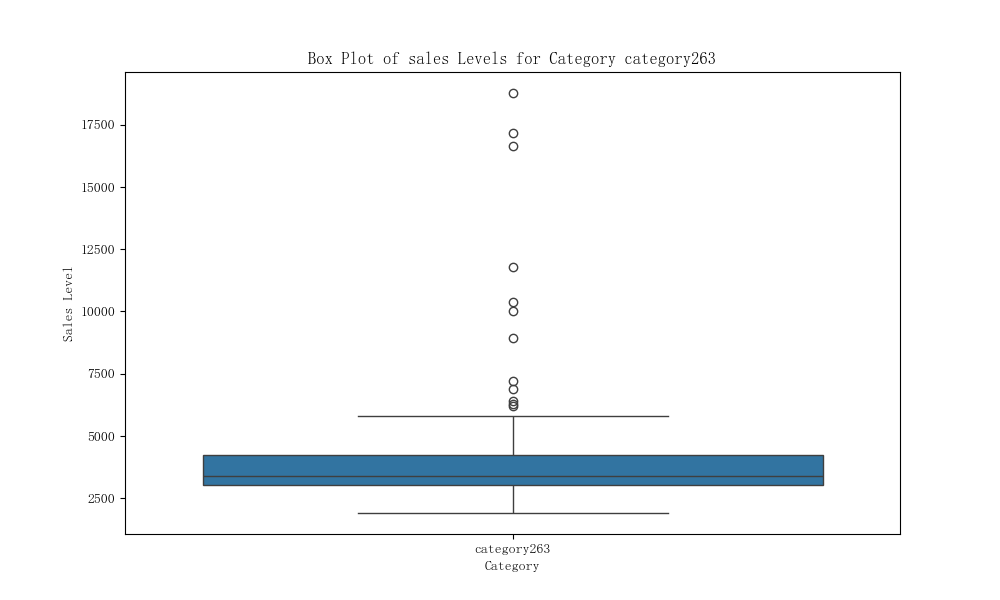 Box Plot of sales Levels for Category category263
17500
15000
12500
10000
7500
5000
2500
Sales Level
category263
Category